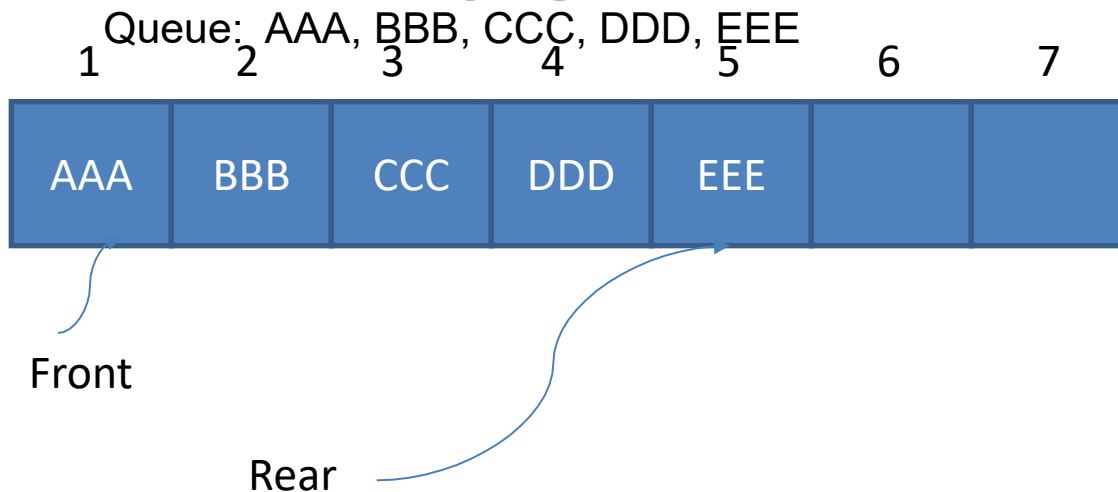 Queue: AAA, BBB, CCC, DDD, EEE
1 2 3 4 5 6 7
AAA BBB CCC DDD EEE
Front
Rear